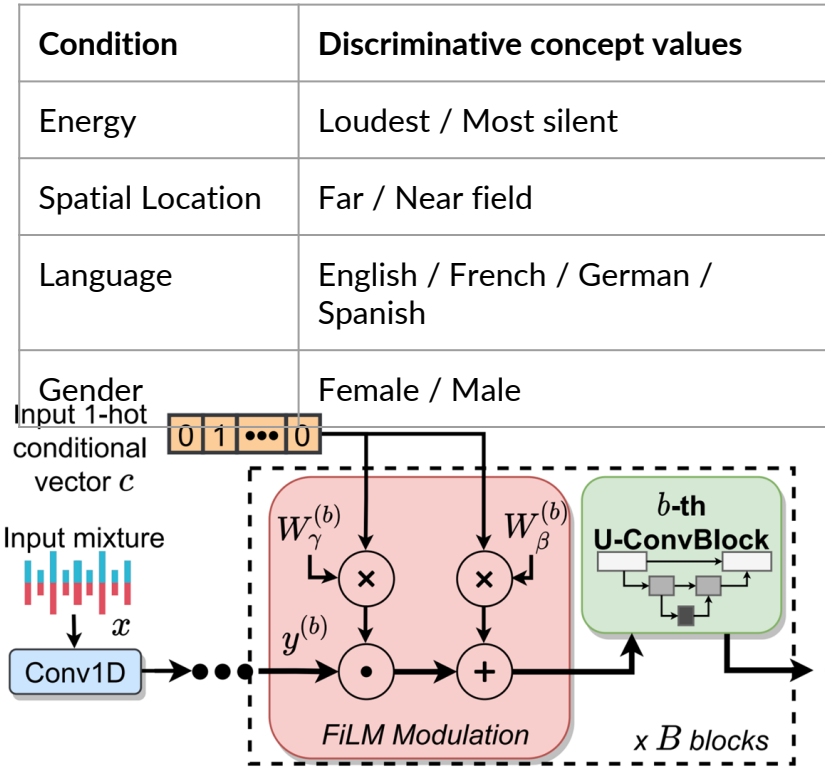 Condition Discriminative concept values
Energy Loudest / Most silent
Spatial Location Far / Near field
Language English / French / German /
Spanish
Gender Female / Male
Input 1-hot
conditional
vector c
0 1 ••• 0
Input mixture
x
Conv1D
•••
W_γ^(b)
W_β^(b)
×
×
y^(b)
•
+
FiLM Modulation
b-th
U-ConvBlock
x B blocks